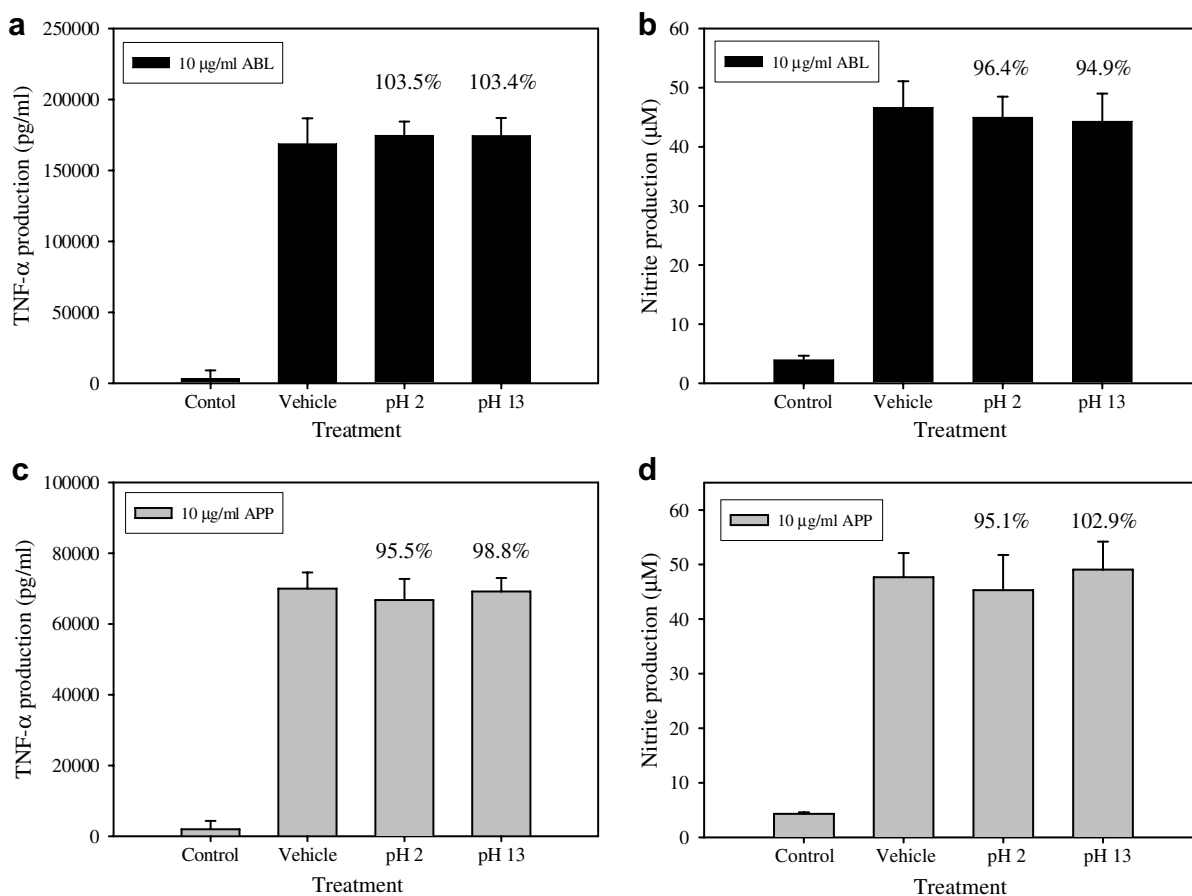 a
TNF-α production (pg/ml)
250000
200000
150000
100000
50000
0
10 μg/ml ABL
103.5% 103.4%
Contol Vehicle pH 2 pH 13
Treatment
b
Nitrite production (μM)
60
50
40
30
20
10
0
10 μg/ml ABL
96.4% 94.9%
Control Vehicle pH 2 pH 13
Treatment
c
TNF-α production (pg/ml)
100000
80000
60000
40000
20000
0
10 μg/ml APP
95.5% 98.8%
Control Vehicle pH 2 pH 13
Treatment
d
Nitrite production (μM)
60
50
40
30
20
10
0
10 μg/ml APP
95.1% 102.9%
Control Vehicle pH 2 pH 13
Treatment